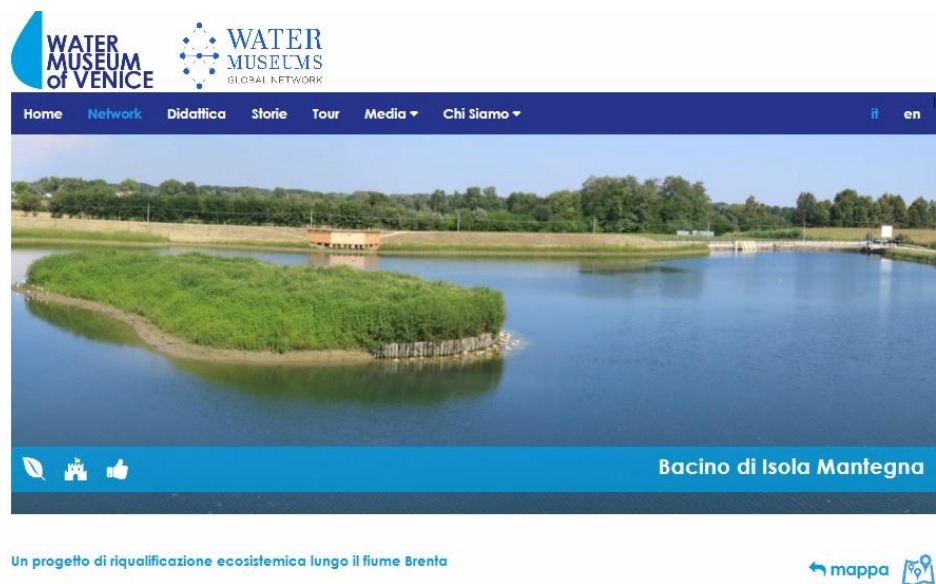 WATER
MUSEUM
of VENICE
WATER
MUSEUMS
GLOBAL NETWORK
Home Network Didattica Storie Tour Media Chi Siamo it en
Bacino di Isola Mantegna
Un progetto di riqualificazione ecosistemica lungo il fiume Brenta
mappa